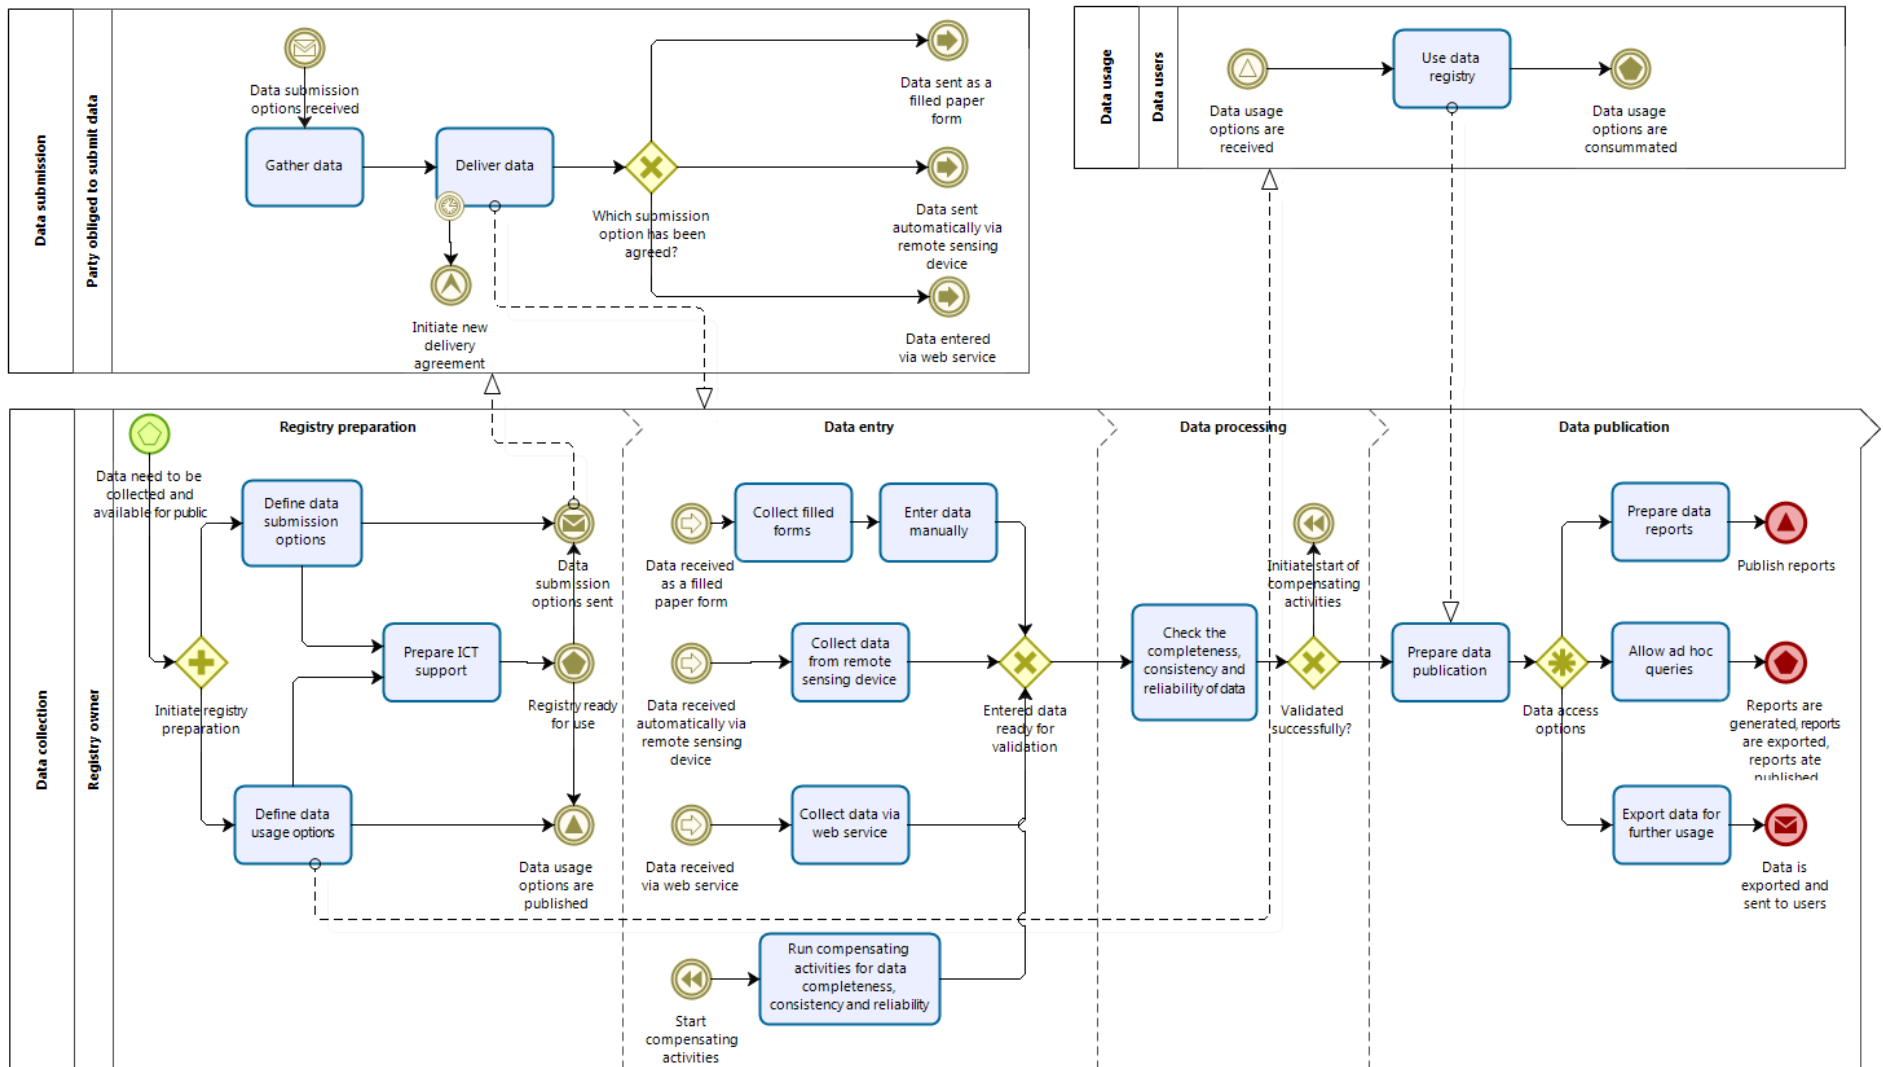 Data submission
Party obliged to submit data
Data submission
options received
Gather data
Deliver data
Initiate new
delivery
agreement
Which submission
option has been
agreed?
Data sent as a
filled paper
form
Data sent
automatically via
remote sensing
device
Data entered
via web service
Data usage
Data users
Data usage
options are
received
Use data
registry
Data usage
options are
consummated
Data collection
Registry owner
Registry preparation
Data need to be
collected and
available for public
Define data
submission
options
Data
submission
options sent
Prepare ICT
support
Registry ready
for use
Initiate registry
preparation
Define data
usage options
Data usage
options are
published
Data entry
Data received
as a filled
paper form
Collect filled
forms
Enter data
manually
Data received
automatically via
remote sensing
device
Collect data
from remote
sensing device
Entered data
ready for
validation
Data received
via web service
Collect data via
web service
Start
compensating
activities
Run compensating
activities for data
completeness,
consistency and reliability
Data processing
Initiate start of
compensating
activities
Check the
completeness,
consistency and
reliability of data
Validated
successfully?
Data publication
Prepare data
publication
Data access
options
Prepare data
reports
Publish reports
Allow ad hoc
queries
Reports are
generated, reports
are exported,
reports ate
published
Export data for
further usage
Data is
exported and
sent to users